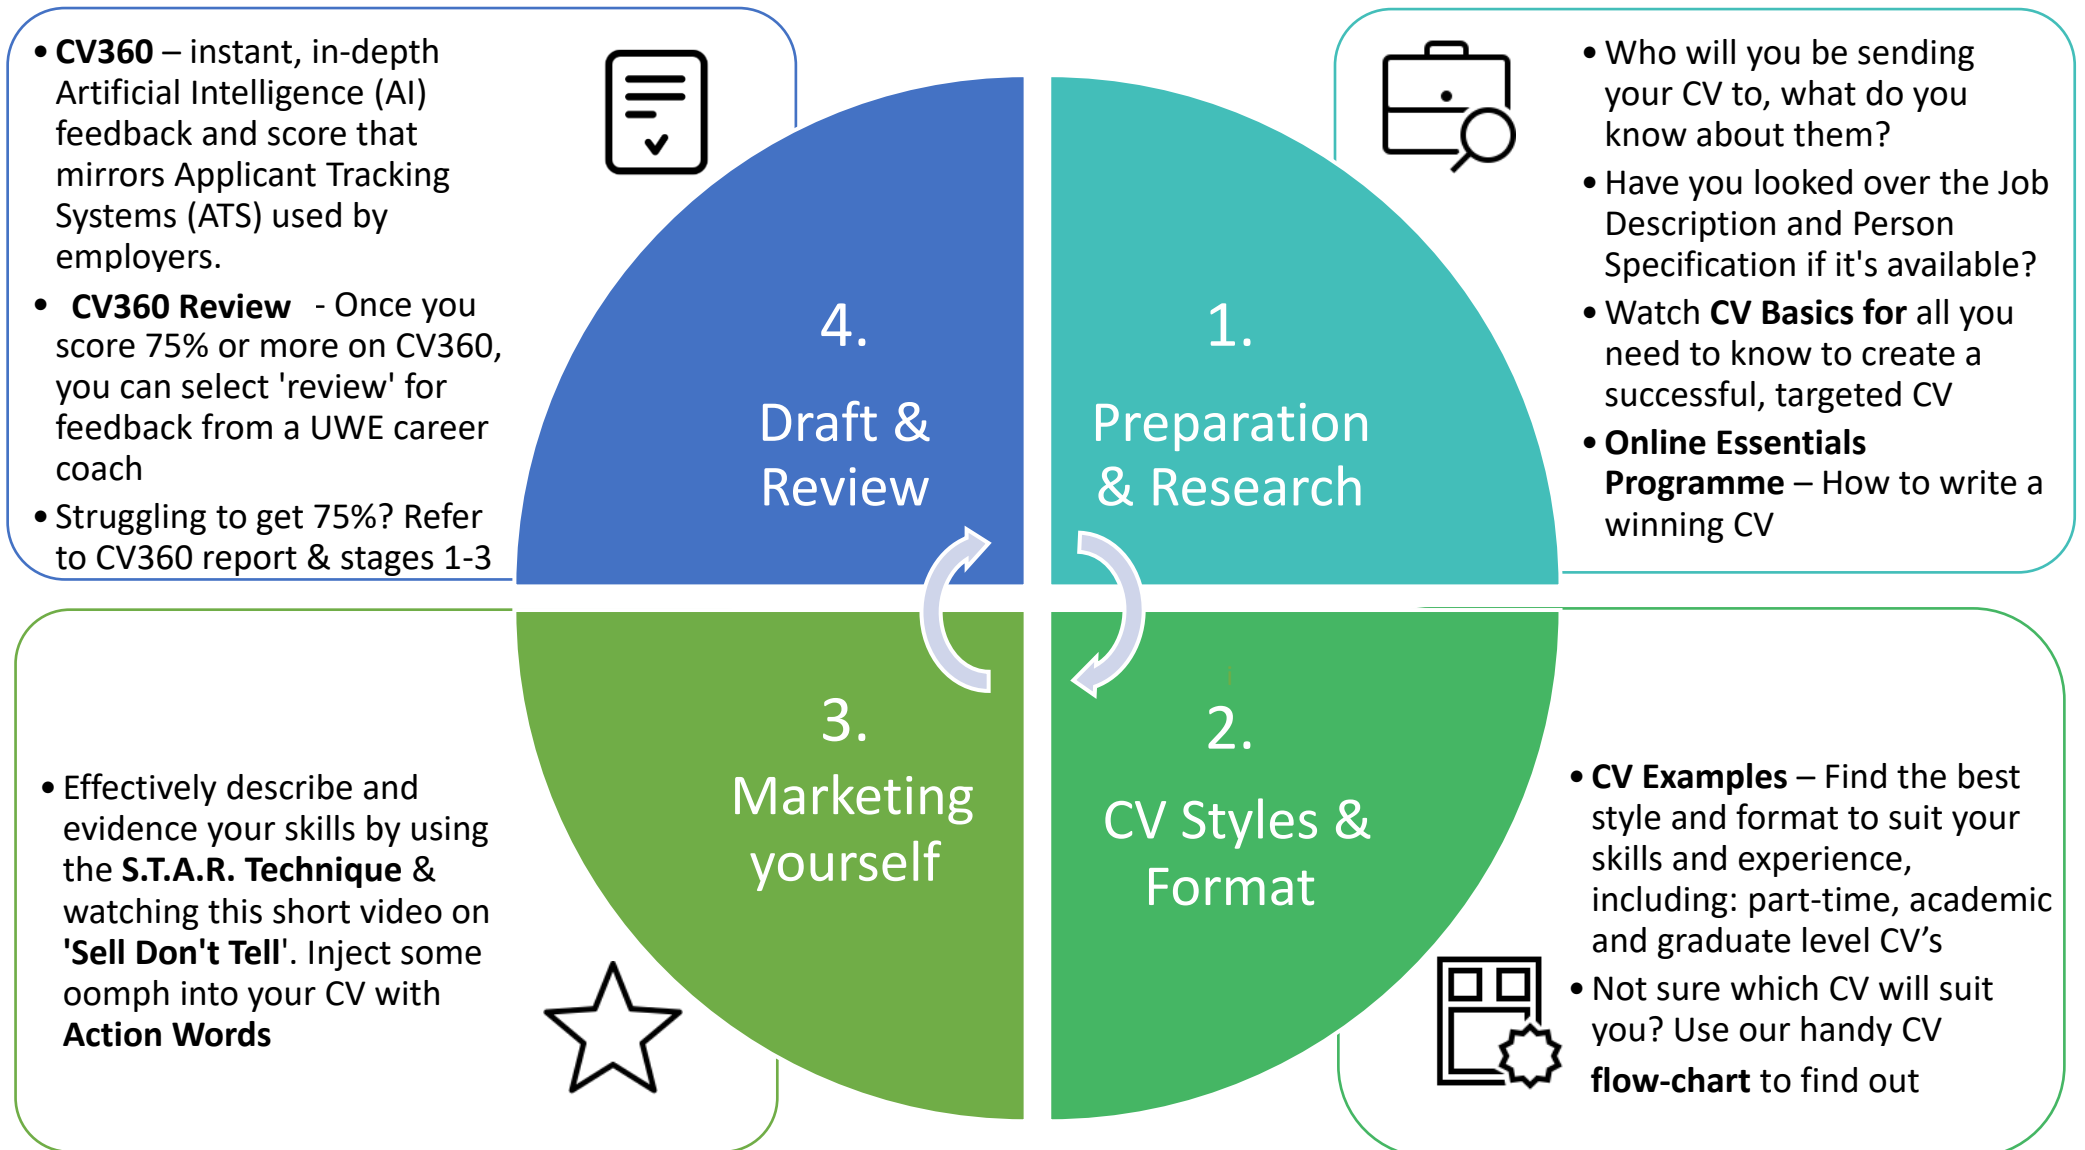 • CV360 – instant, in-depth
Artificial Intelligence (AI)
feedback and score that
mirrors Applicant Tracking
Systems (ATS) used by
employers.
• CV360 Review - Once you
score 75% or more on CV360,
you can select 'review' for
feedback from a UWE career
coach
• Struggling to get 75%? Refer
to CV360 report & stages 1-3
4.
Draft &
Review
1.
Preparation
& Research
• Who will you be sending
your CV to, what do you
know about them?
• Have you looked over the Job
Description and Person
Specification if it's available?
• Watch CV Basics for all you
need to know to create a
successful, targeted CV
• Online Essentials
Programme – How to write a
winning CV
• Effectively describe and
evidence your skills by using
the S.T.A.R. Technique &
watching this short video on
'Sell Don't Tell'. Inject some
oomph into your CV with
Action Words
3.
Marketing
yourself
2.
CV Styles &
Format
• CV Examples – Find the best
style and format to suit your
skills and experience,
including: part-time, academic
and graduate level CV’s
• Not sure which CV will suit
you? Use our handy CV
flow-chart to find out